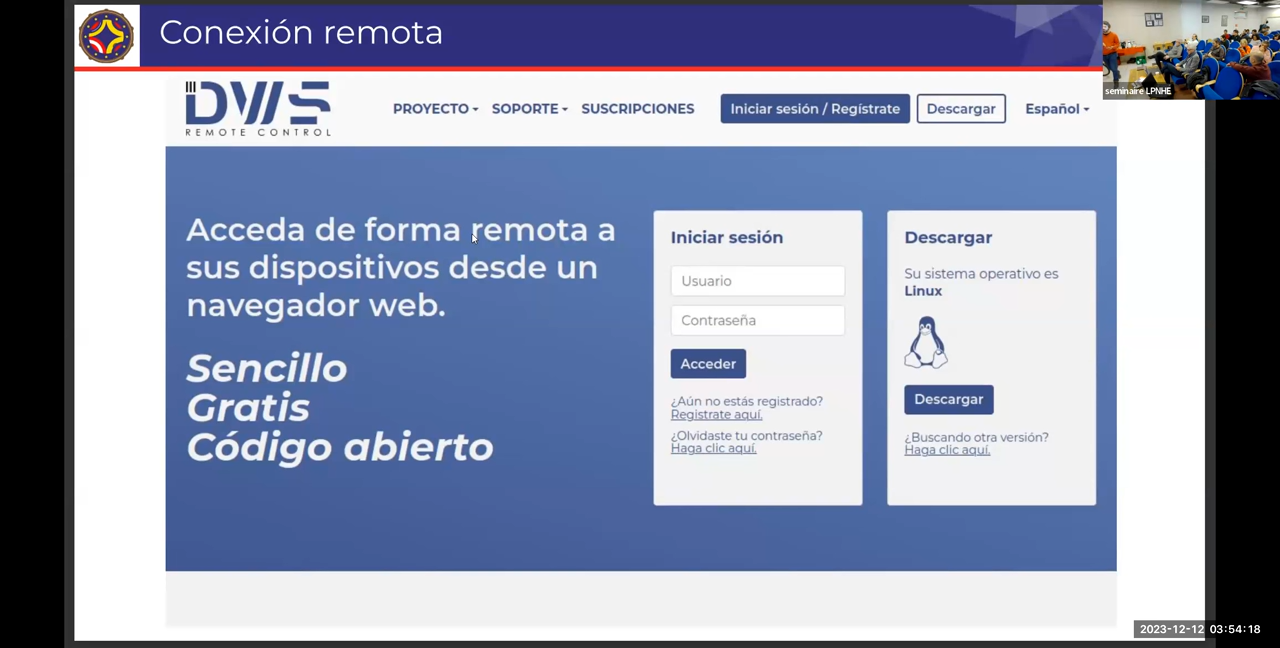 Conexión remota
seminaire LPNHE
DWS
REMOTE CONTROL
PROYECTO
SOPORTE
SUSCRIPCIONES
Iniciar sesión / Regístrate
Descargar
Español
Acceda de forma remota a
sus dispositivos desde un
navegador web.
Sencillo
Gratis
Código abierto
Iniciar sesión
Usuario
Contraseña
Acceder
¿Aún no estás registrado?
Registrate aquí.
¿Olvidaste tu contraseña?
Haga clic aquí.
Descargar
Su sistema operativo es
Linux
Descargar
¿Buscando otra versión?
Haga clic aquí.
2023-12-12 03:54:18